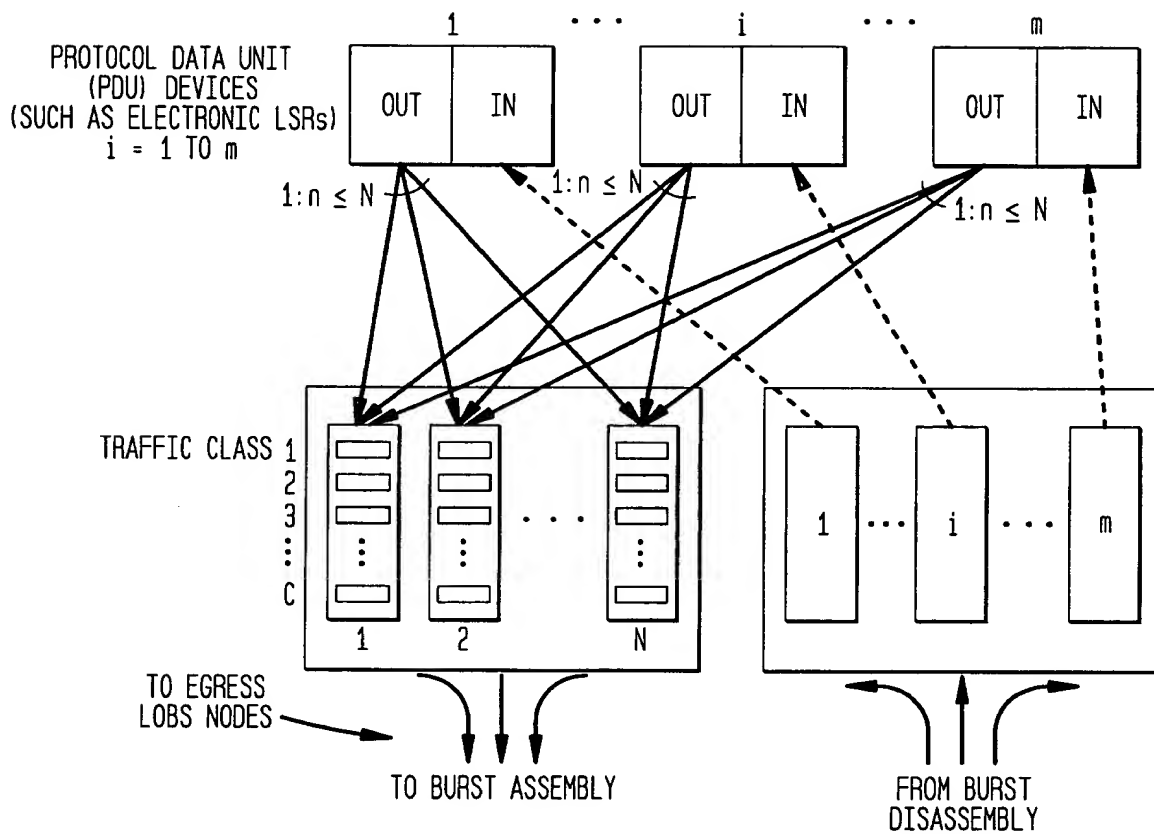 1 ··· i ··· m
PROTOCOL DATA UNIT
(PDU) DEVICES
(SUCH AS ELECTRONIC LSRs)
i = 1 TO m
OUT IN OUT IN OUT IN
1:n ≤ N 1:n ≤ N 1:n ≤ N
TRAFFIC CLASS 1
2
3
⋮
C
1 2 ··· N
1 ··· i ··· m
TO EGRESS
LOBS NODES
TO BURST ASSEMBLY
FROM BURST
DISASSEMBLY